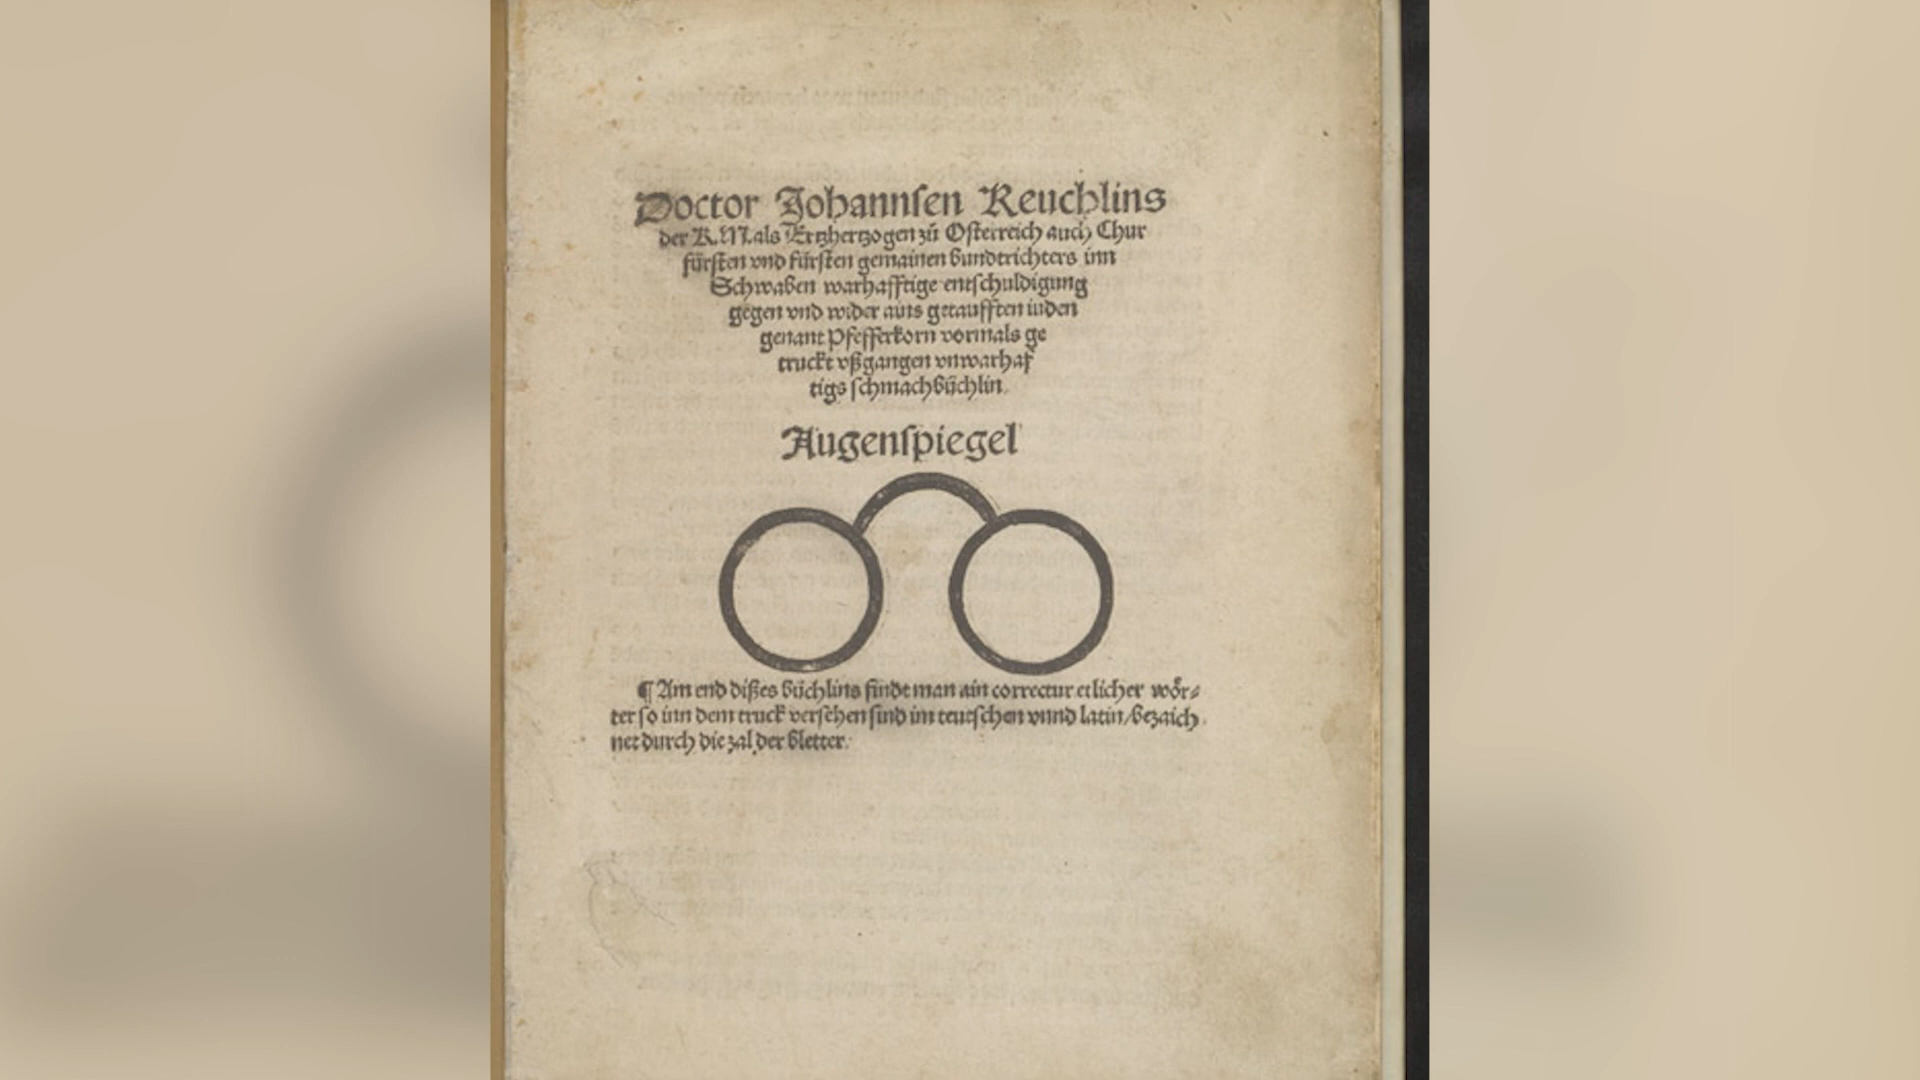 Doctor Johannsen Reuchlins
der K. M. als Ertzhertzogen zů Osterreich auch Chur
fürsten vnd fürsten gemainen bundtrichters inn
Schwaben warhafftige entschuldigung
gegen vnd wider ains getaufften iuden
genant Pfefferkorn vormals ge
truckt vßgangen vnwarhaf
tigs schmachbüchlin
Augenspiegel
¶ Am end dißes büchlins findt man ain correctur etlicher wör⸗
ter so inn dem truck versehen sind im teutschen vnnd latin/bezaich
net durch die zal der bletter.